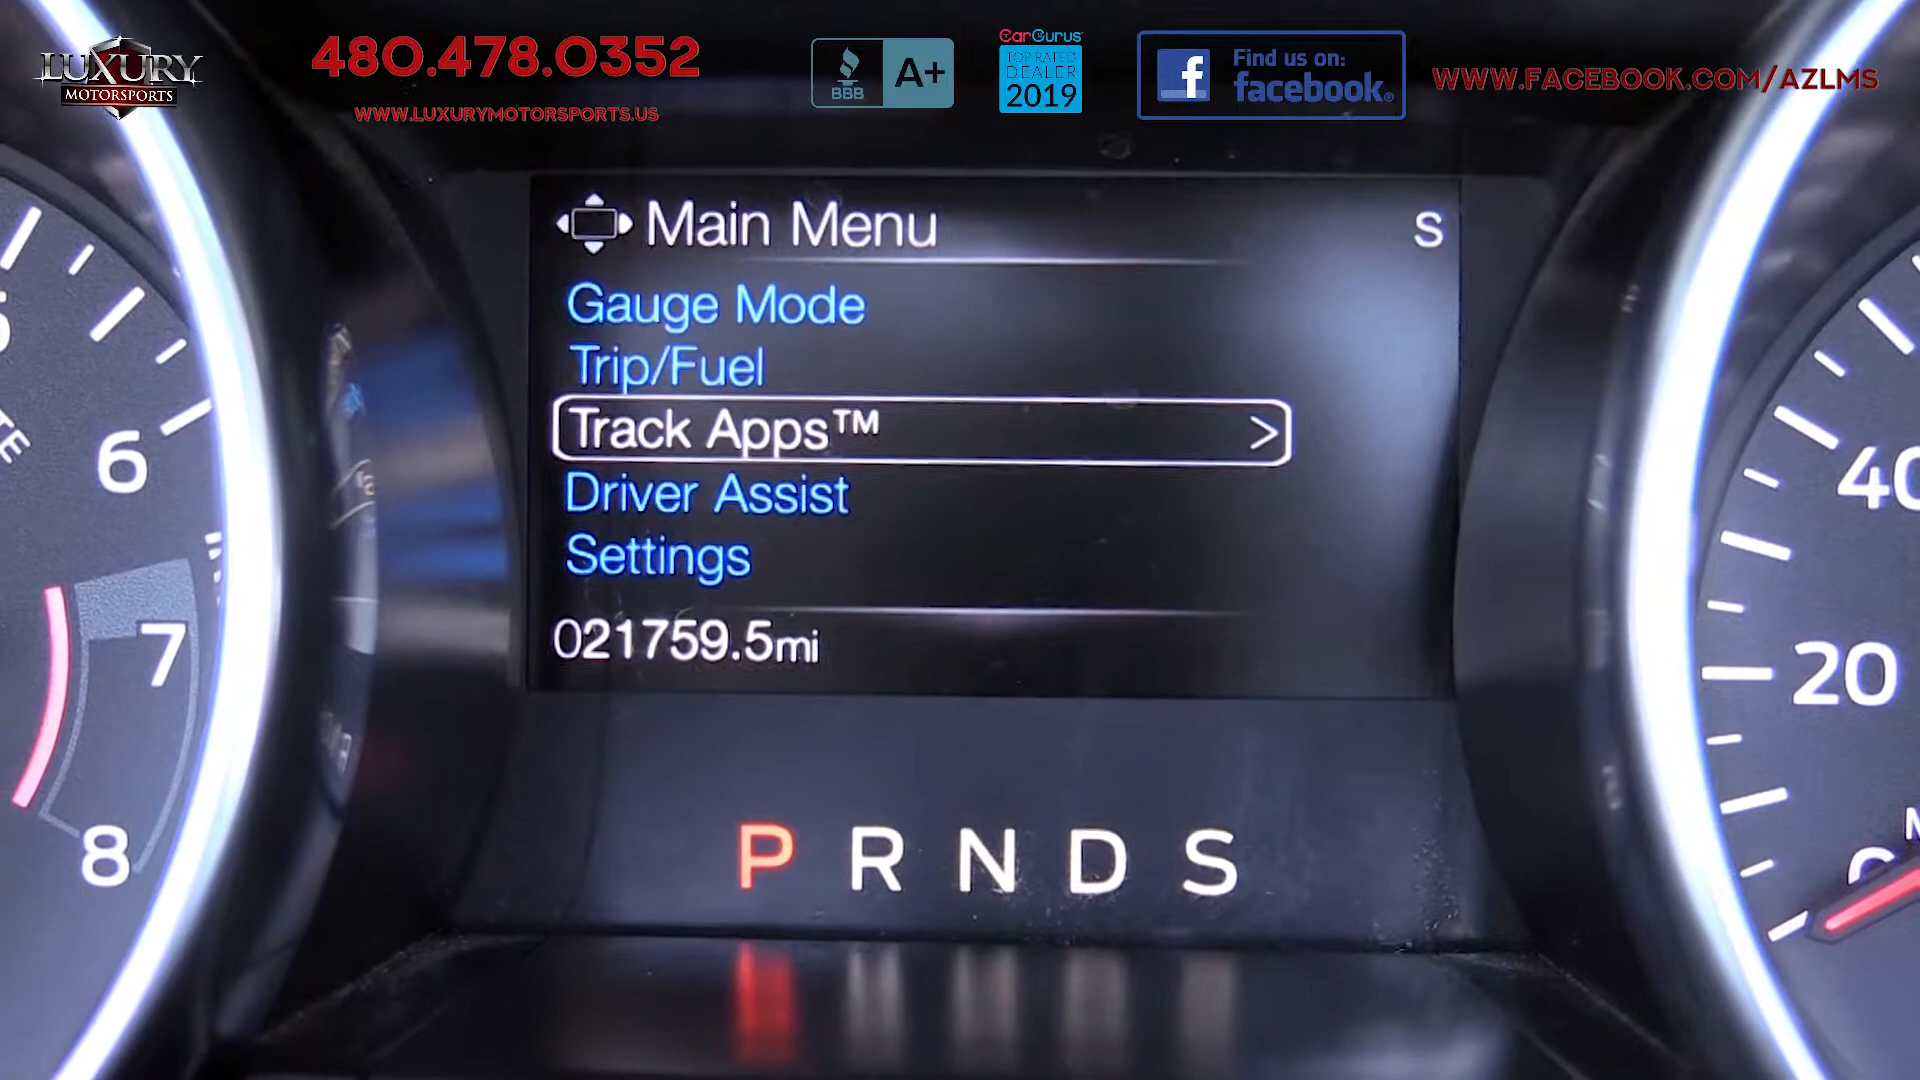 LUXURY
MOTORSPORTS
480.478.0352
WWW.LUXURYMOTORSPORTS.US
BBB
A+
CarGurus
TOP RATED
DEALER
2019
f
Find us on:
facebook®
WWW.FACEBOOK.COM/AZLMS
Main Menu
S
Gauge Mode
Trip/Fuel
Track Apps™ >
Driver Assist
Settings
021759.5mi
P R N D S
6
7
8
40
20
0